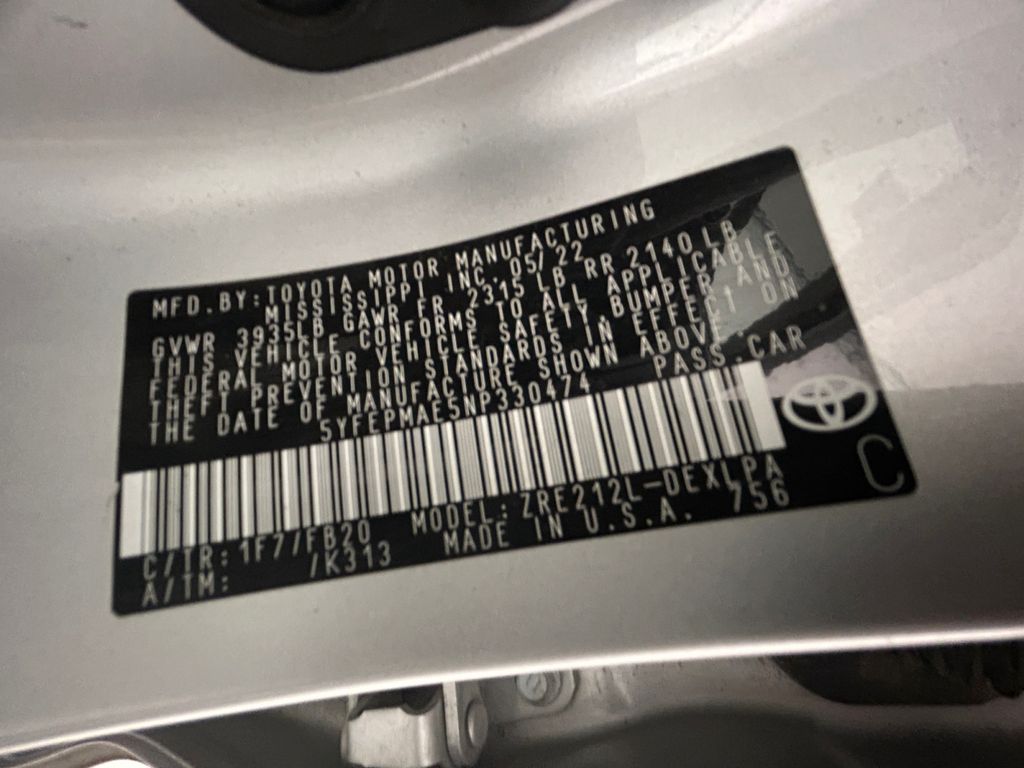 MFD. BY: TOYOTA MOTOR MANUFACTURING
MISSISSIPPI INC. 05/22
GVWR 3935LB GAWR FR 2315 LB RR 2140 LB
THIS VEHICLE CONFORMS TO ALL APPLICABLE
FEDERAL MOTOR VEHICLE SAFETY, BUMPER AND
THEFT PREVENTION STANDARDS IN EFFECT ON
THE DATE OF MANUFACTURE SHOWN ABOVE.
5YFEPMAE5NP330474 PASS. CAR
C/TR: 1F7/FB20 MODEL: ZRE212L-DEXLPA
A/TM: /K313 MADE IN U.S.A. 756
C